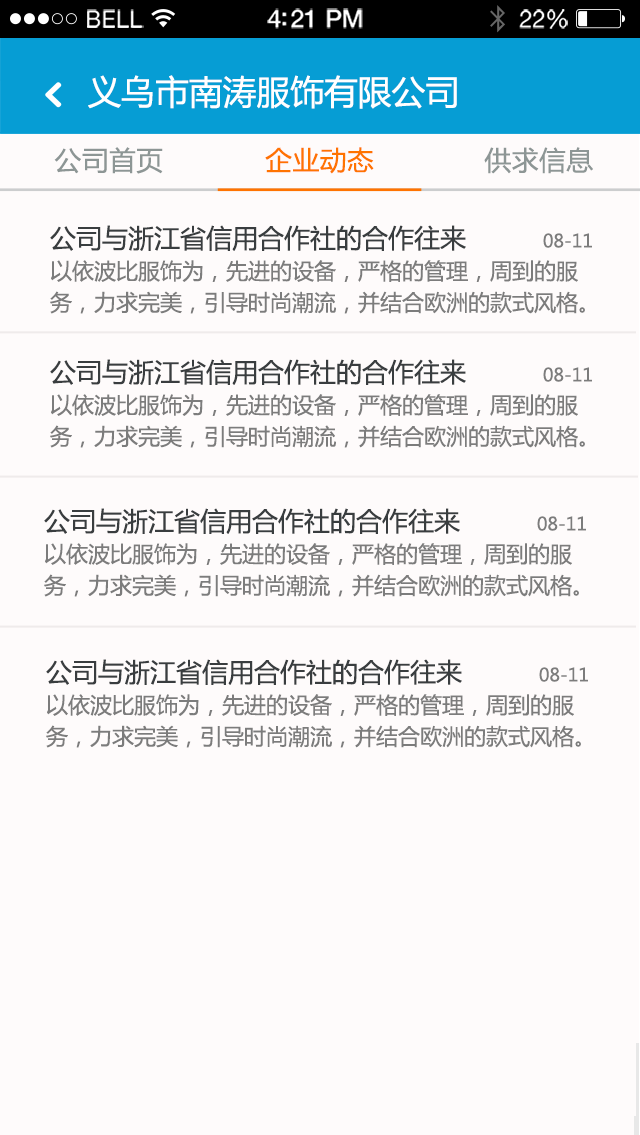 BELL 4:21 PM 22%
义乌市南涛服饰有限公司
公司首页 企业动态 供求信息
公司与浙江省信用合作社的合作往来 08-11
以依波比服饰为，先进的设备，严格的管理，周到的服
务，力求完美，引导时尚潮流，并结合欧洲的款式风格。
公司与浙江省信用合作社的合作往来 08-11
以依波比服饰为，先进的设备，严格的管理，周到的服
务，力求完美，引导时尚潮流，并结合欧洲的款式风格。
公司与浙江省信用合作社的合作往来 08-11
以依波比服饰为，先进的设备，严格的管理，周到的服
务，力求完美，引导时尚潮流，并结合欧洲的款式风格。
公司与浙江省信用合作社的合作往来 08-11
以依波比服饰为，先进的设备，严格的管理，周到的服
务，力求完美，引导时尚潮流，并结合欧洲的款式风格。